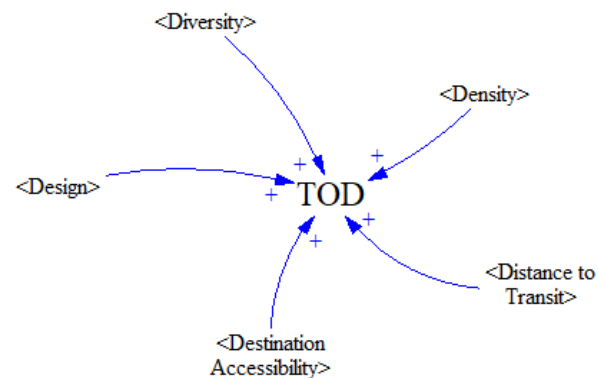 <Diversity>
<Density>
<Design>
+
+
+
TOD
+
+
<Distance to
Transit>
<Destination
Accessibility>